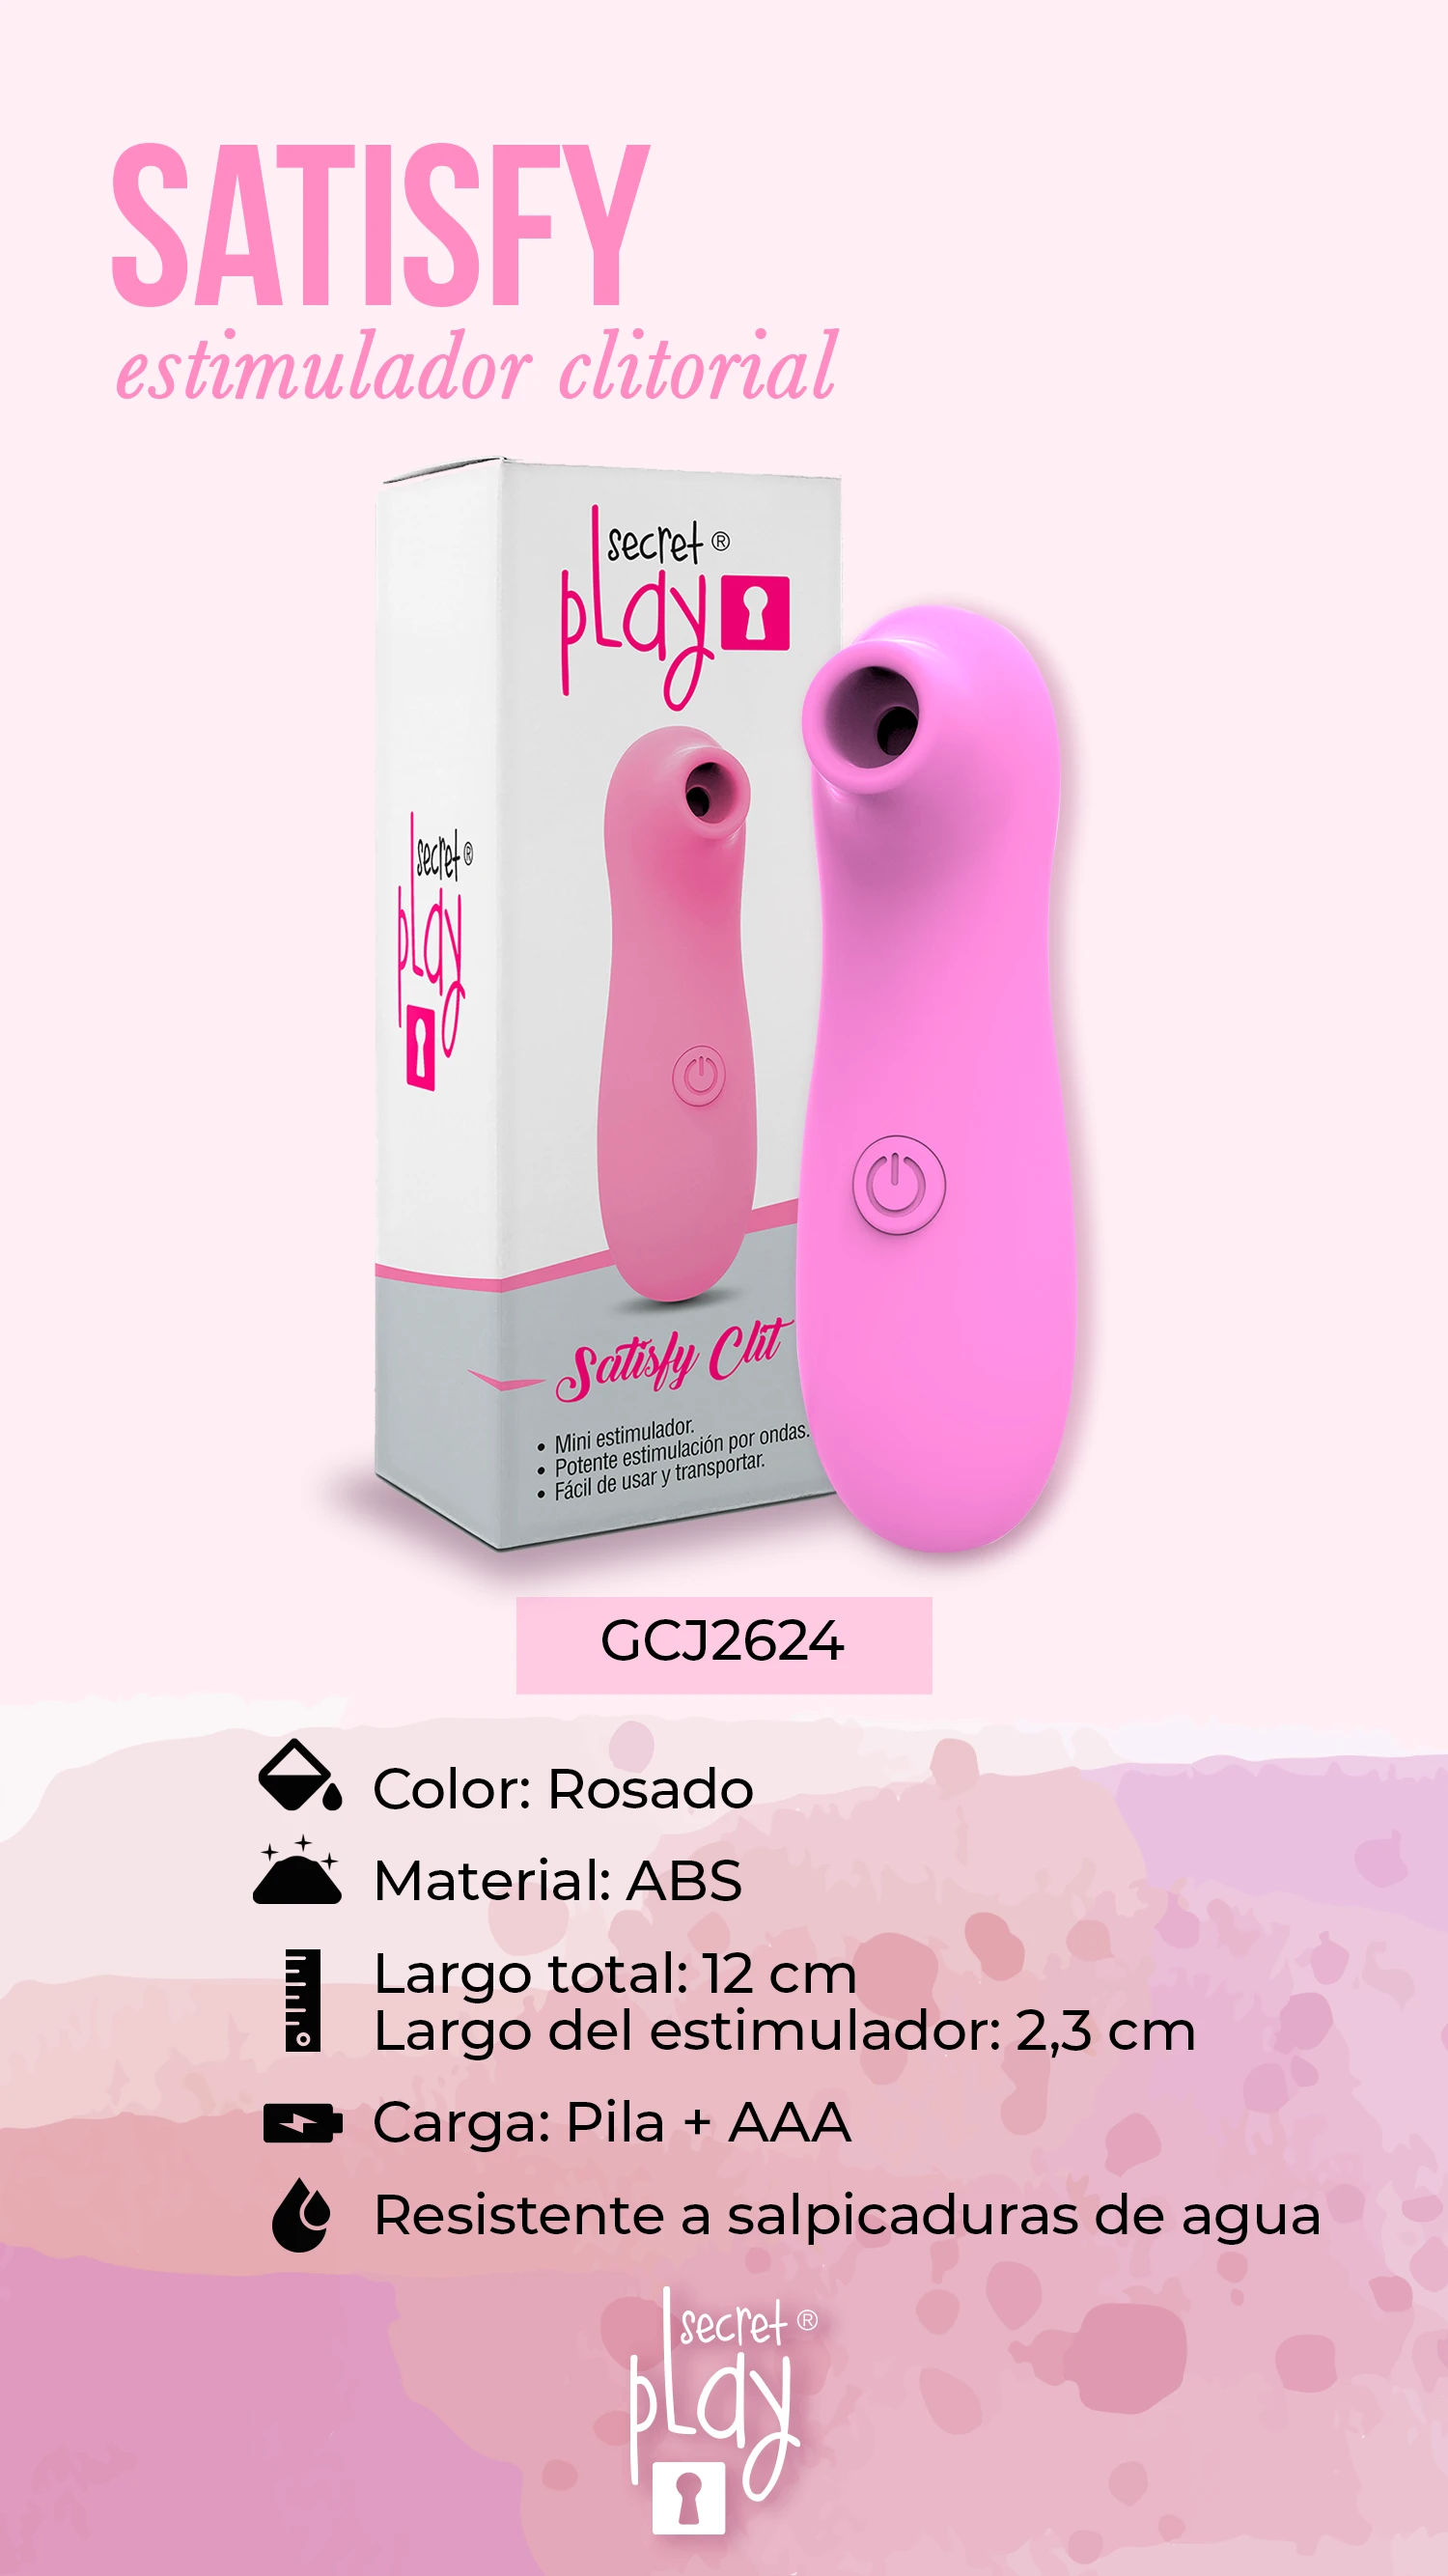 SATISFY
estimulador clitorial
secret ®
play
secret ®
play
Satisfy Clit
• Mini estimulador.
• Potente estimulación por ondas.
• Fácil de usar y transportar.
GCJ2624
Color: Rosado
Material: ABS
Largo total: 12 cm
Largo del estimulador: 2,3 cm
Carga: Pila + AAA
Resistente a salpicaduras de agua
secret ®
play